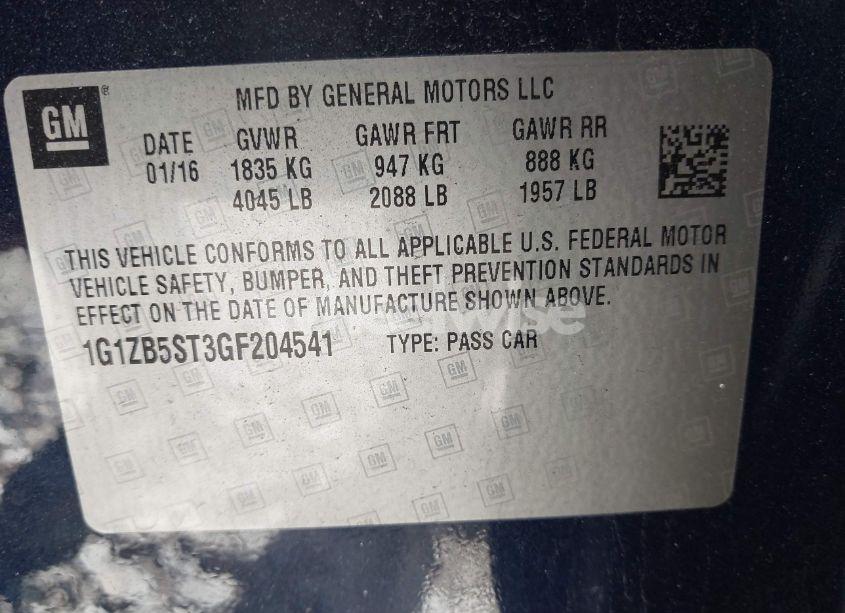 GM ®
MFD BY GENERAL MOTORS LLC
DATE GVWR GAWR FRT GAWR RR
01/16 1835 KG 947 KG 888 KG
4045 LB 2088 LB 1957 LB
THIS VEHICLE CONFORMS TO ALL APPLICABLE U.S. FEDERAL MOTOR
VEHICLE SAFETY, BUMPER, AND THEFT PREVENTION STANDARDS IN
EFFECT ON THE DATE OF MANUFACTURE SHOWN ABOVE.
1G1ZB5ST3GF204541 TYPE: PASS CAR